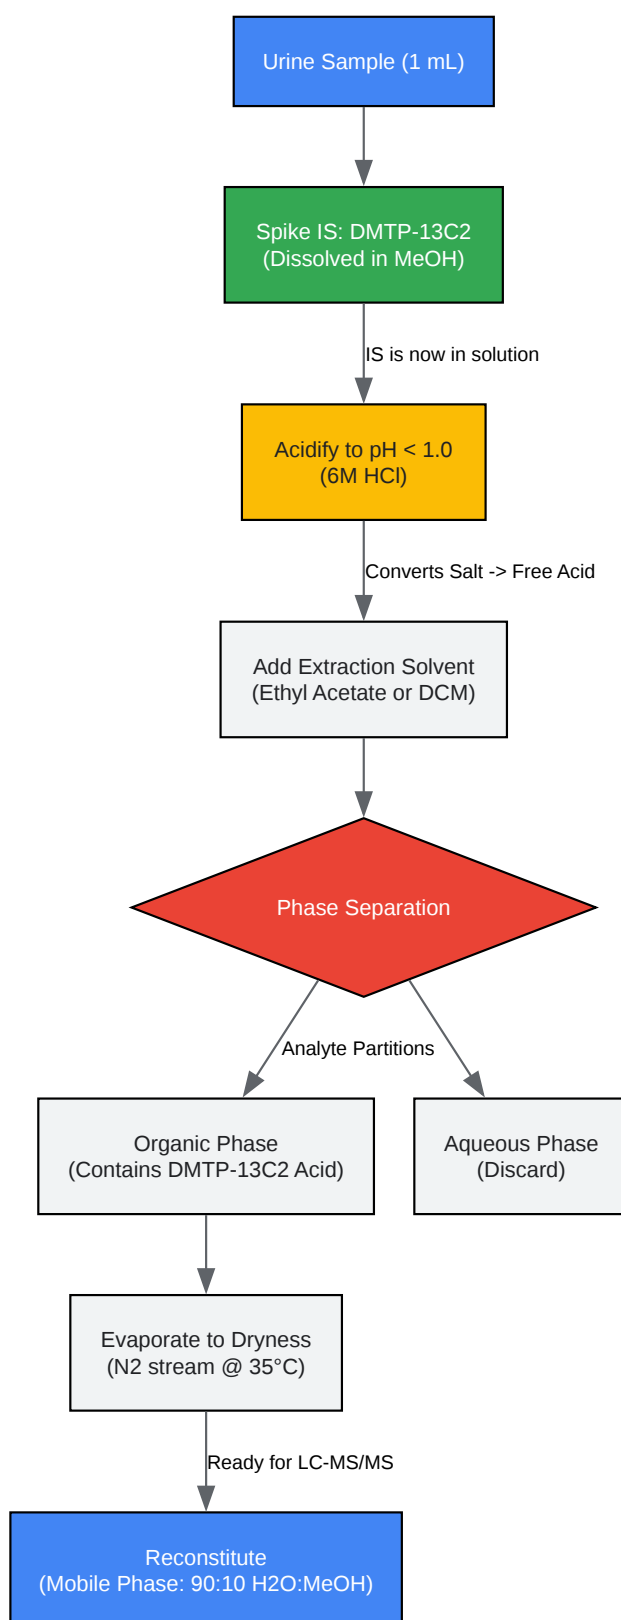 Urine Sample (1 mL)
Spike IS: DMTP-13C2
(Dissolved in MeOH)
IS is now in solution
Acidify to pH < 1.0
(6M HCl)
Converts Salt -> Free Acid
Add Extraction Solvent
(Ethyl Acetate or DCM)
Phase Separation
Analyte Partitions
Organic Phase
(Contains DMTP-13C2 Acid)
Aqueous Phase
(Discard)
Evaporate to Dryness
(N2 stream @ 35°C)
Ready for LC-MS/MS
Reconstitute
(Mobile Phase: 90:10 H2O:MeOH)